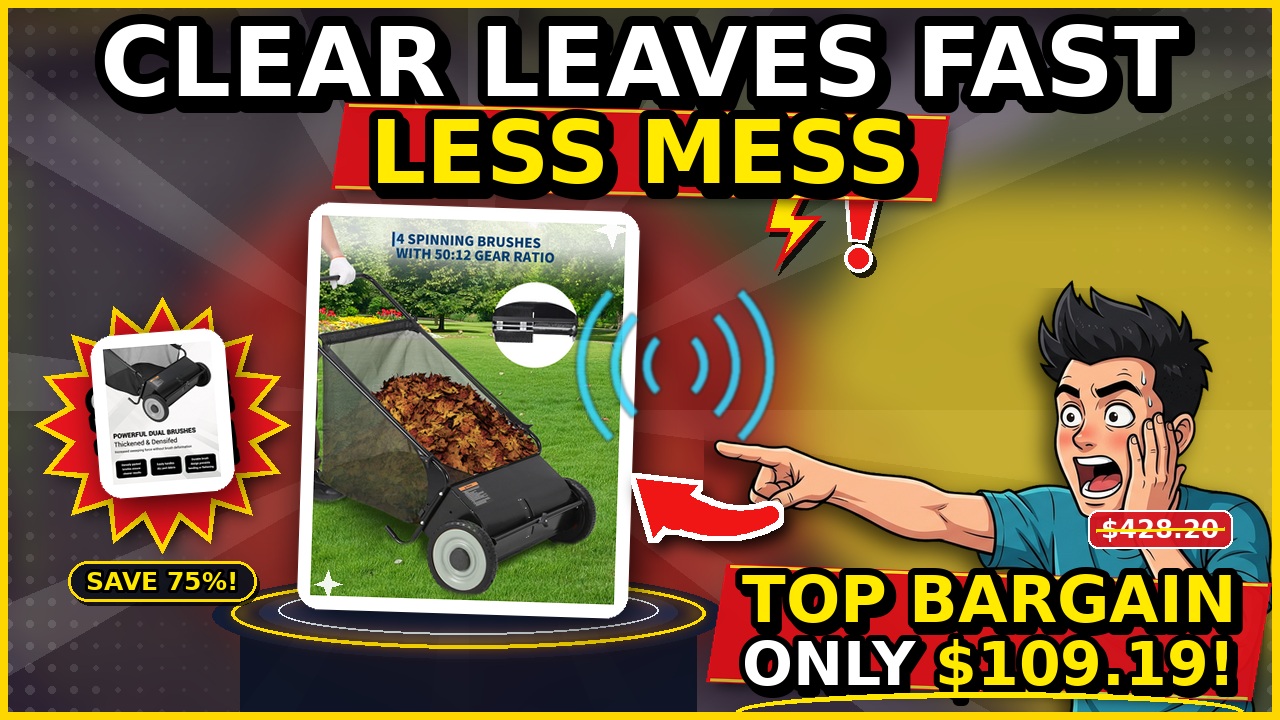 CLEAR LEAVES FAST
LESS MESS
4 SPINNING BRUSHES
WITH 50:12 GEAR RATIO
POWERFUL DUAL BRUSHES
Thickened & Densifed
SAVE 75%!
$428.20
TOP BARGAIN
ONLY $109.19!